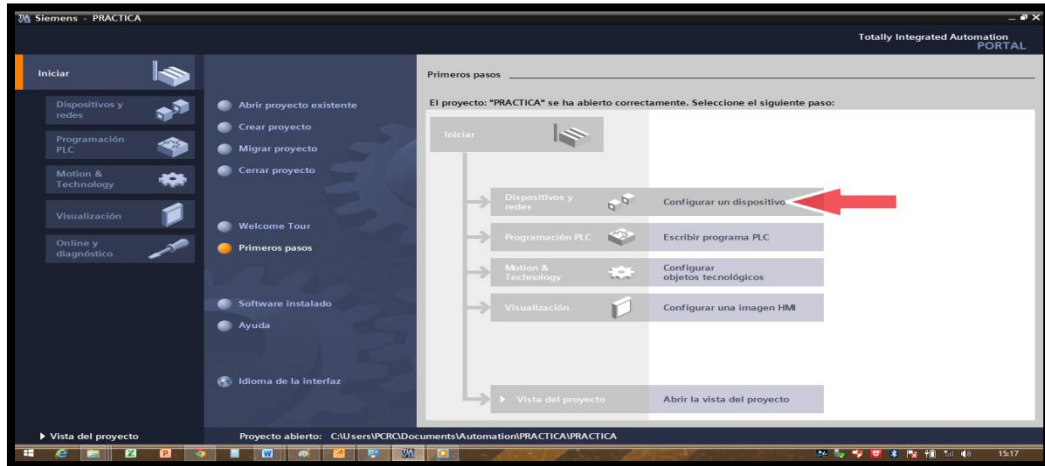 Siemens - PRACTICA
Totally Integrated Automation
PORTAL
Iniciar
Dispositivos y
redes
Programación
PLC
Motion &
Technology
Visualización
Online y
diagnóstico
Abrir proyecto existente
Crear proyecto
Migrar proyecto
Cerrar proyecto
Welcome Tour
Primeros pasos
Software instalado
Ayuda
Idioma de la interfaz
Primeros pasos
El proyecto: "PRACTICA" se ha abierto correctamente. Seleccione el siguiente paso:
Iniciar
Dispositivos y
redes
Configurar un dispositivo
Programación PLC
Escribir programa PLC
Motion &
Technology
Configurar
objetos tecnológicos
Visualización
Configurar una imagen HMI
Vista del proyecto
Abrir la vista del proyecto
Vista del proyecto
Proyecto abierto: C:\Users\PCRC\Documents\Automation\PRACTICA\PRACTICA
15:17